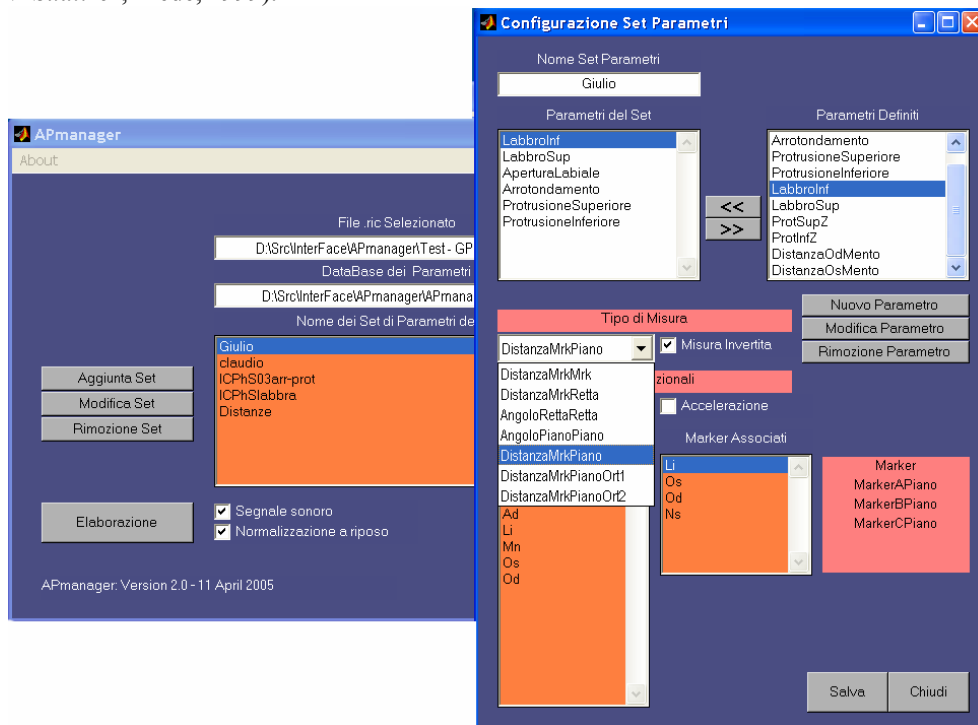 Configurazione Set Parametri
Nome Set Parametri
Giulio
Parametri del Set
Parametri Definiti
LabbroInf
LabbroSup
AperturaLabiale
Arrotondamento
ProtrusioneSuperiore
ProtrusioneInferiore
<<
>>
Arrotondamento
ProtrusioneSuperiore
ProtrusioneInferiore
LabbroInf
LabbroSup
ProtSupZ
ProtInfZ
DistanzaOdMento
DistanzaOsMento
Nuovo Parametro
Modifica Parametro
Rimozione Parametro
Tipo di Misura
DistanzaMrkPiano
Misura Invertita
DistanzaMrkMrk
DistanzaMrkRetta
AngoloRettaRetta
AngoloPianoPiano
DistanzaMrkPiano
DistanzaMrkPianoOrt1
DistanzaMrkPianoOrt2
zionali
Accelerazione
Marker Associati
Ad
Li
Mn
Os
Od
Li
Os
Od
Ns
Marker
MarkerAPiano
MarkerBPiano
MarkerCPiano
Salva
Chiudi
APmanager
About
File .ric Selezionato
D:\Src\InterFace\APmanager\Test - GP
DataBase dei Parametri
D:\Src\InterFace\APmanager\APmana
Nome dei Set di Parametri de
Giulio
claudio
ICPhS03arr-prot
ICPhSlabbra
Distanze
Aggiunta Set
Modifica Set
Rimozione Set
Elaborazione
Segnale sonoro
Normalizzazione a riposo
APmanager: Version 2.0 - 11 April 2005